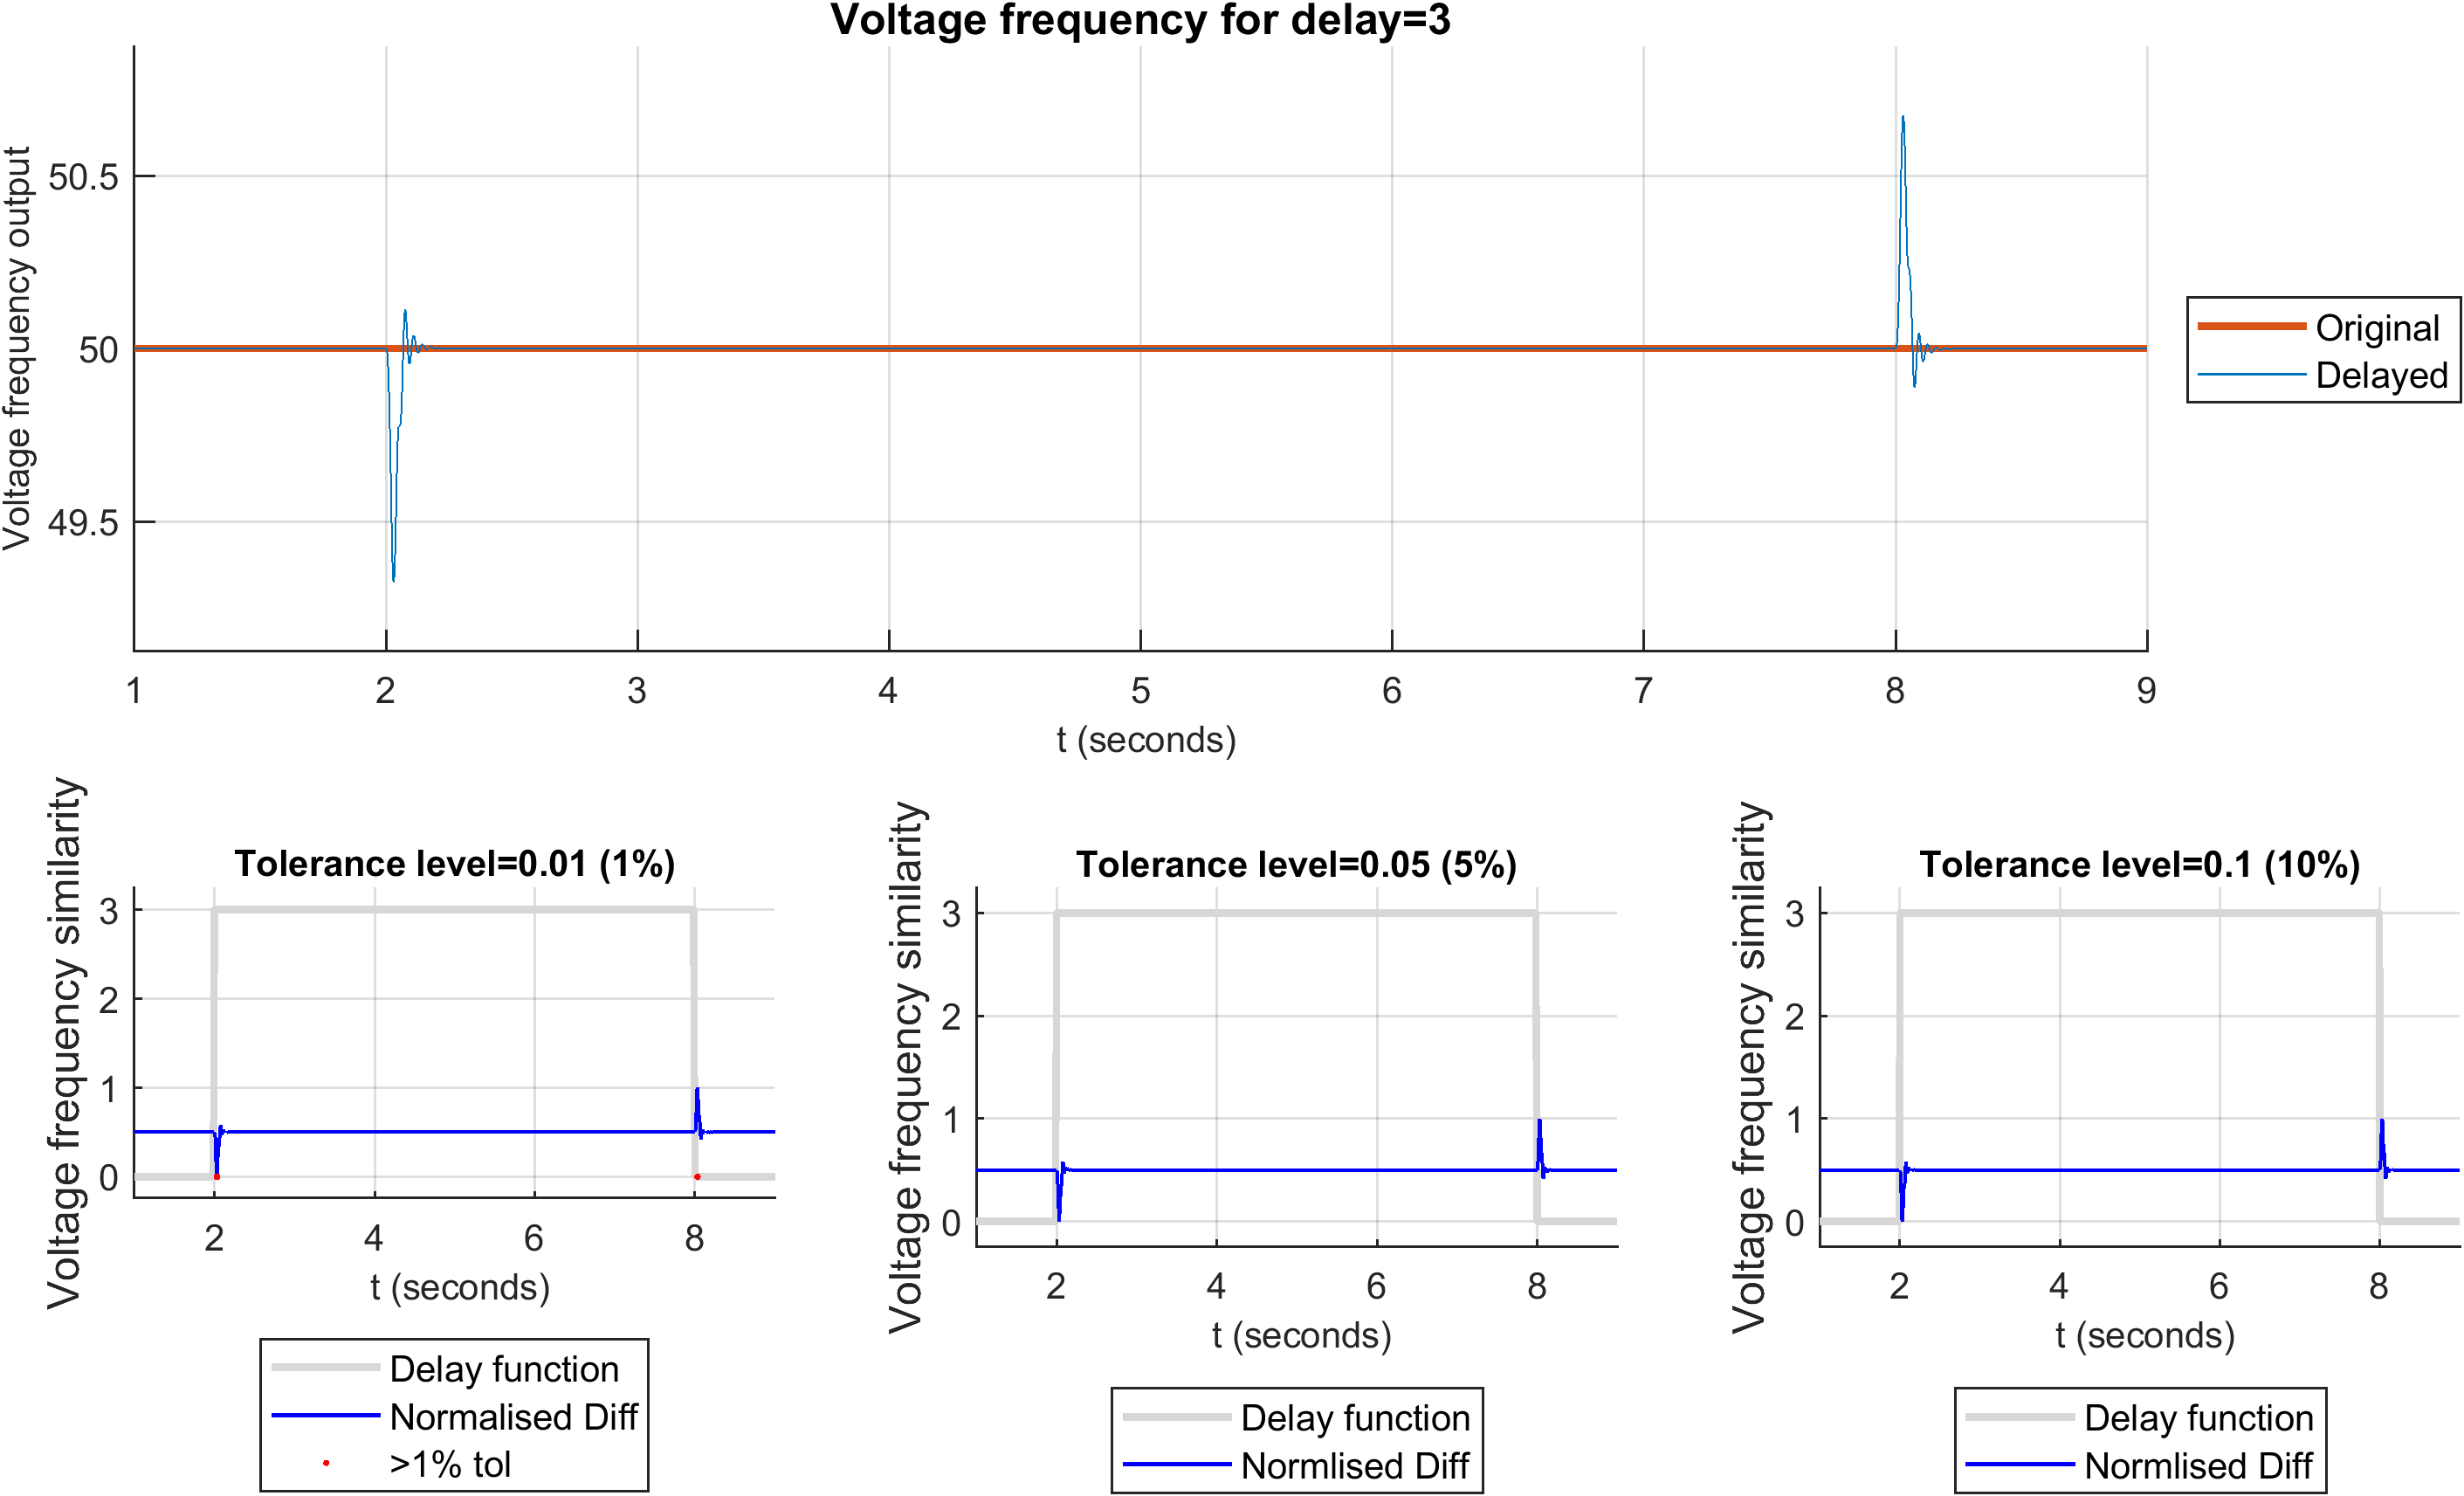 Voltage frequency for delay=3
Voltage frequency output
50.5
50
49.5
1 2 3 4 5 6 7 8 9
t (seconds)
Original
Delayed
Tolerance level=0.01 (1%)
Voltage frequency similarity
3
2
1
0
2 4 6 8
t (seconds)
Delay function
Normalised Diff
>1% tol
Tolerance level=0.05 (5%)
Voltage frequency similarity
3
2
1
0
2 4 6 8
t (seconds)
Delay function
Normlised Diff
Tolerance level=0.1 (10%)
Voltage frequency similarity
3
2
1
0
2 4 6 8
t (seconds)
Delay function
Normlised Diff